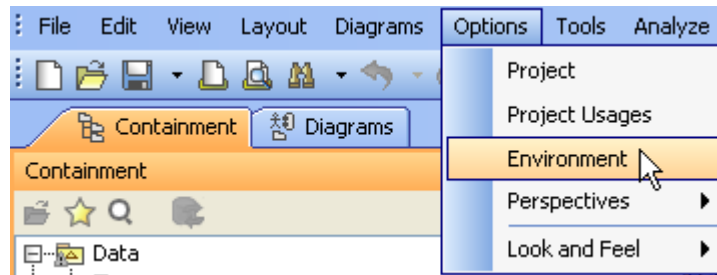 File Edit View Layout Diagrams Options Tools Analyze
Project
Project Usages
Environment
Perspectives
Look and Feel
Containment Diagrams
Containment
Data